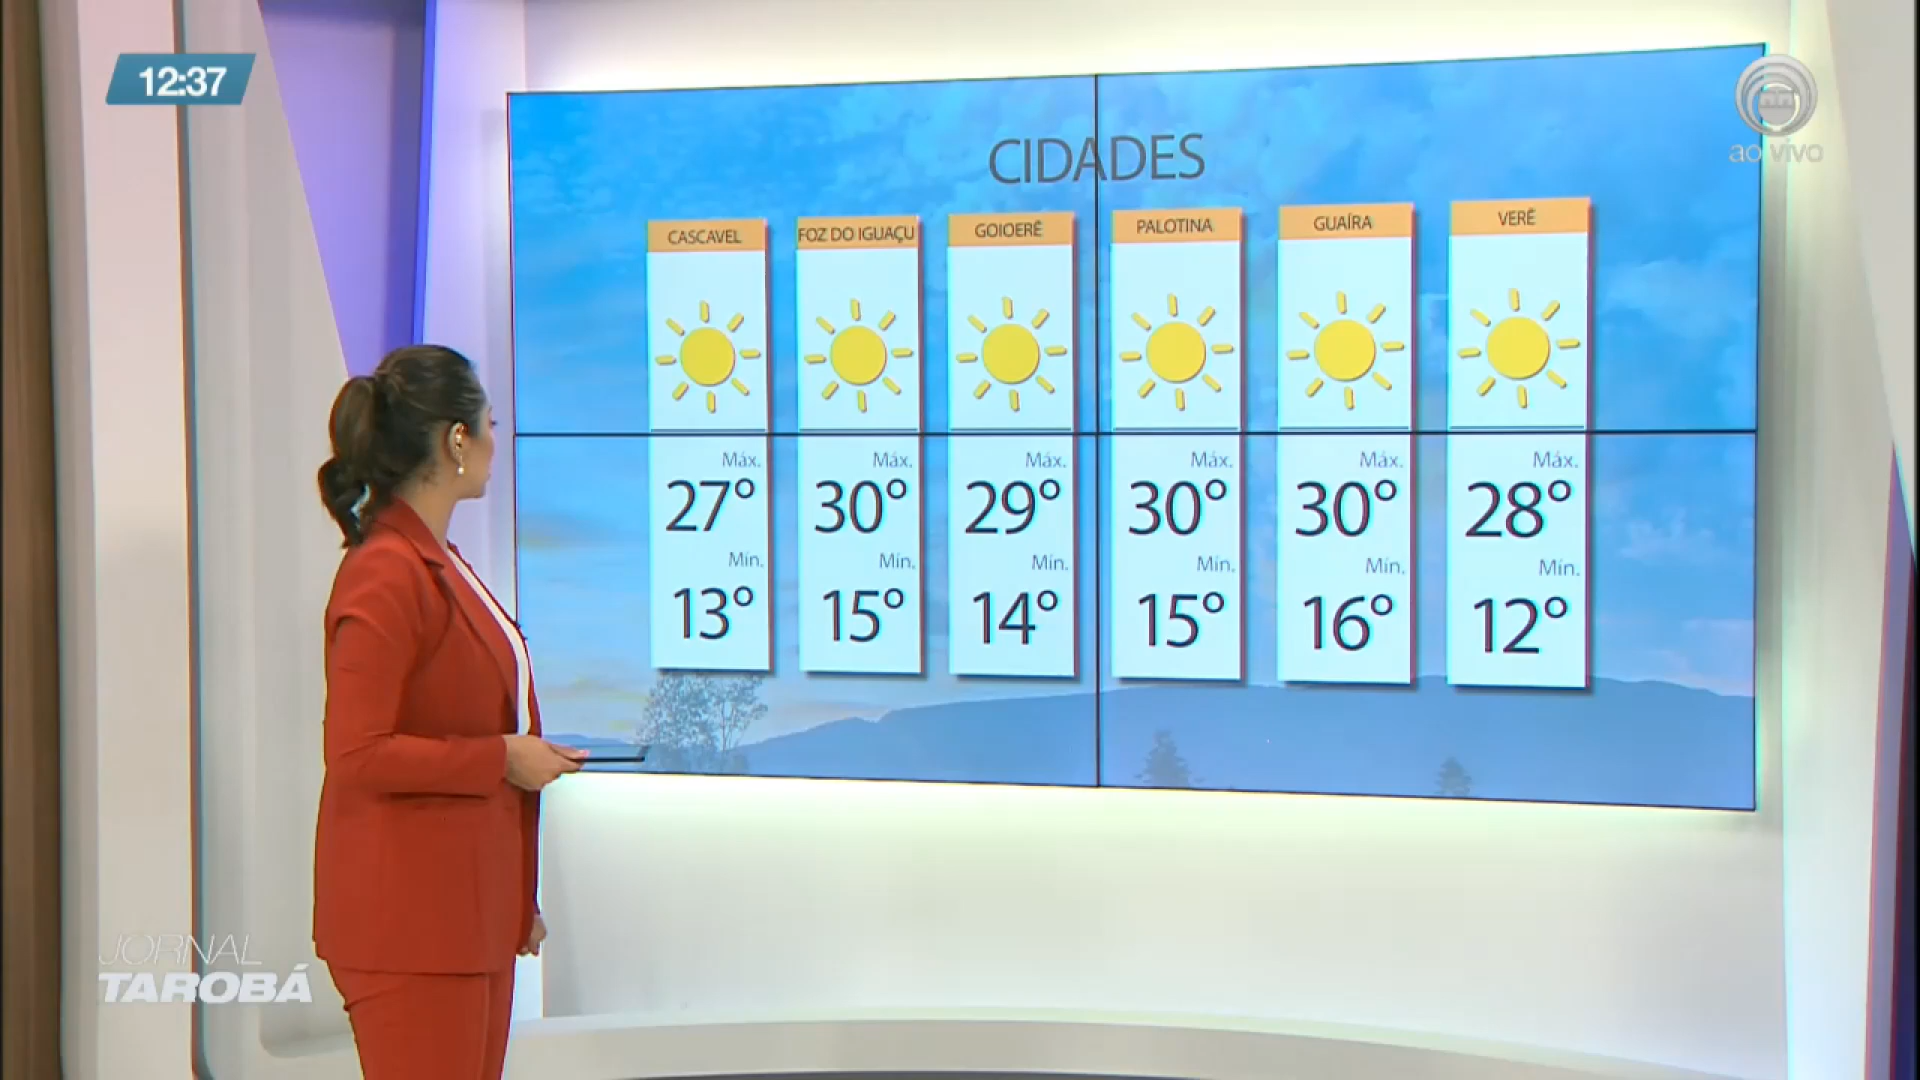 12:37
ao vivo
CIDADES
CASCAVEL
FOZ DO IGUAÇU
GOIOERÊ
PALOTINA
GUAÍRA
VERÊ
Máx. Máx. Máx. Máx. Máx. Máx.
27° 30° 29° 30° 30° 28°
Mín. Mín. Mín. Mín. Mín. Mín.
13° 15° 14° 15° 16° 12°
JORNAL
TAROBÁ